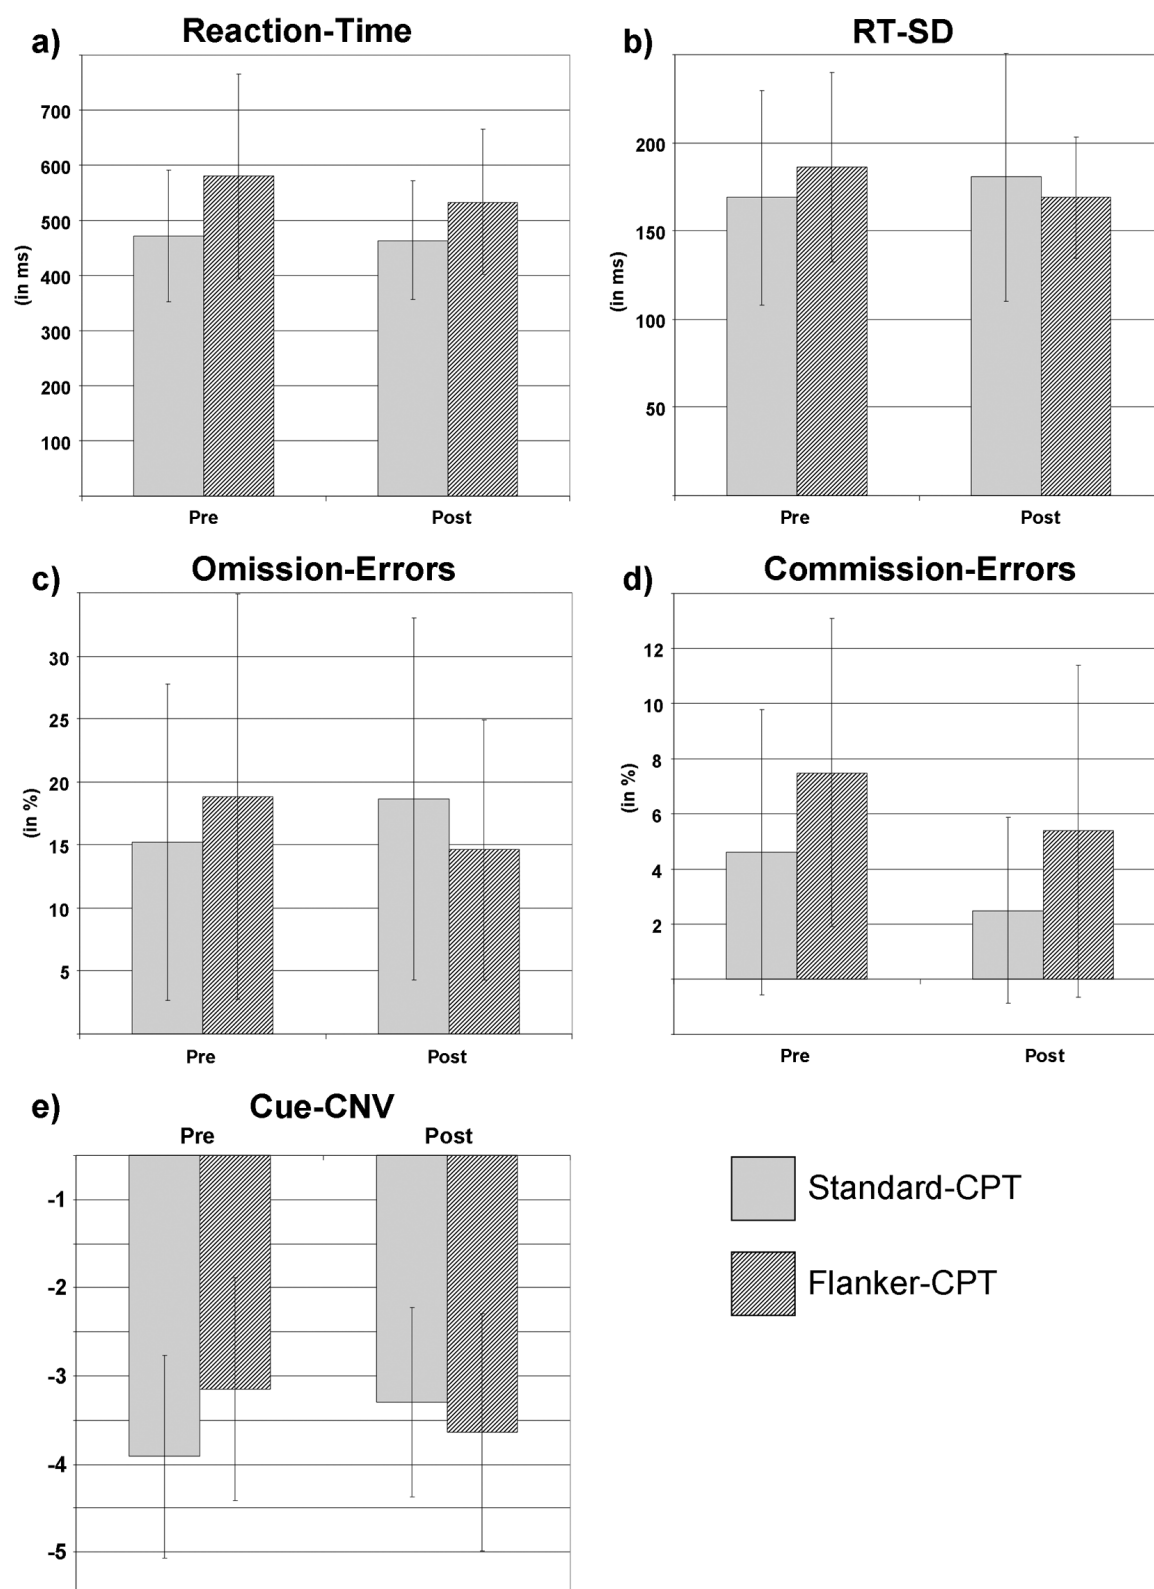 a) Reaction-Time
700
600
500
400
300
200
100
(in ms)
Pre Post
b) RT-SD
200
150
100
50
(in ms)
Pre Post
c) Omission-Errors
30
25
20
15
10
5
(in %)
Pre Post
d) Commission-Errors
12
10
8
6
4
2
(in %)
Pre Post
e) Cue-CNV
Pre Post
-1
-2
-3
-4
-5
Standard-CPT
Flanker-CPT